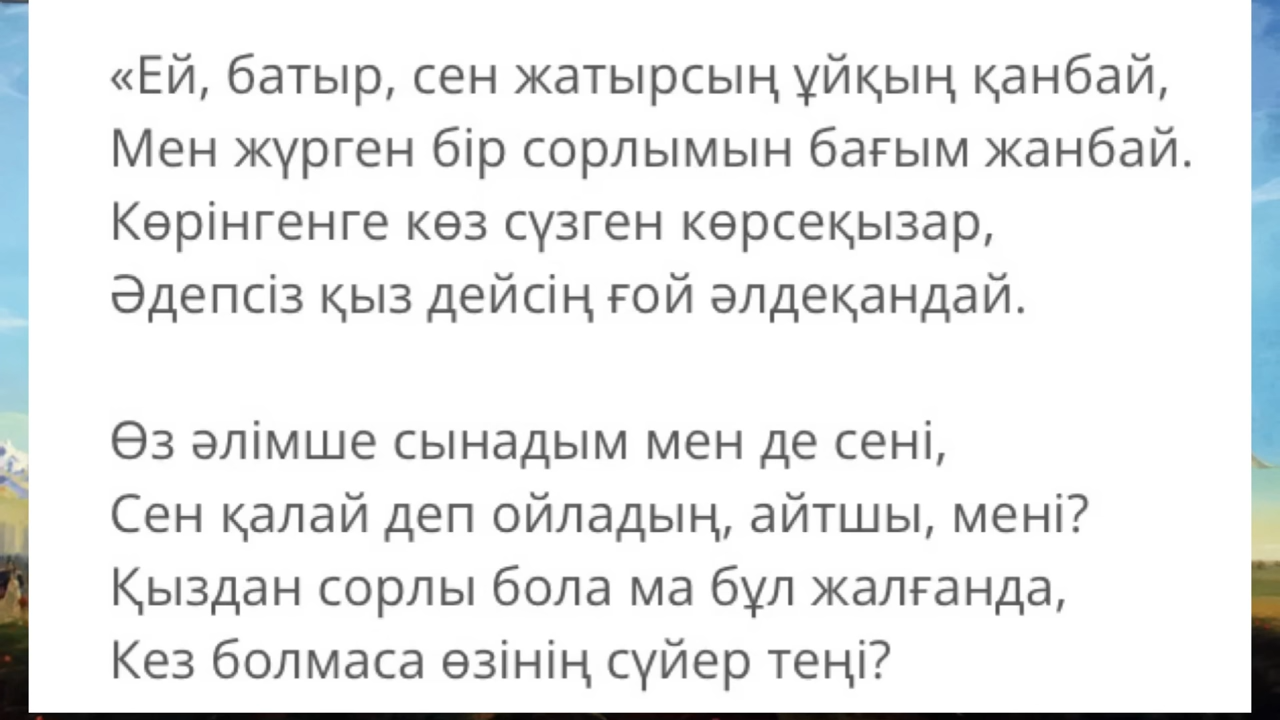 «Ей, батыр, сен жатырсың ұйқың қанбай,
Мен жүрген бір сорлымын бағым жанбай.
Көрінгенге көз сүзген көрсеқызар,
Әдепсіз қыз дейсің ғой әлдеқандай.
Өз әлімше сынадым мен де сені,
Сен қалай деп ойладың, айтшы, мені?
Қыздан сорлы бола ма бұл жалғанда,
Кез болмаса өзінің сүйер теңі?